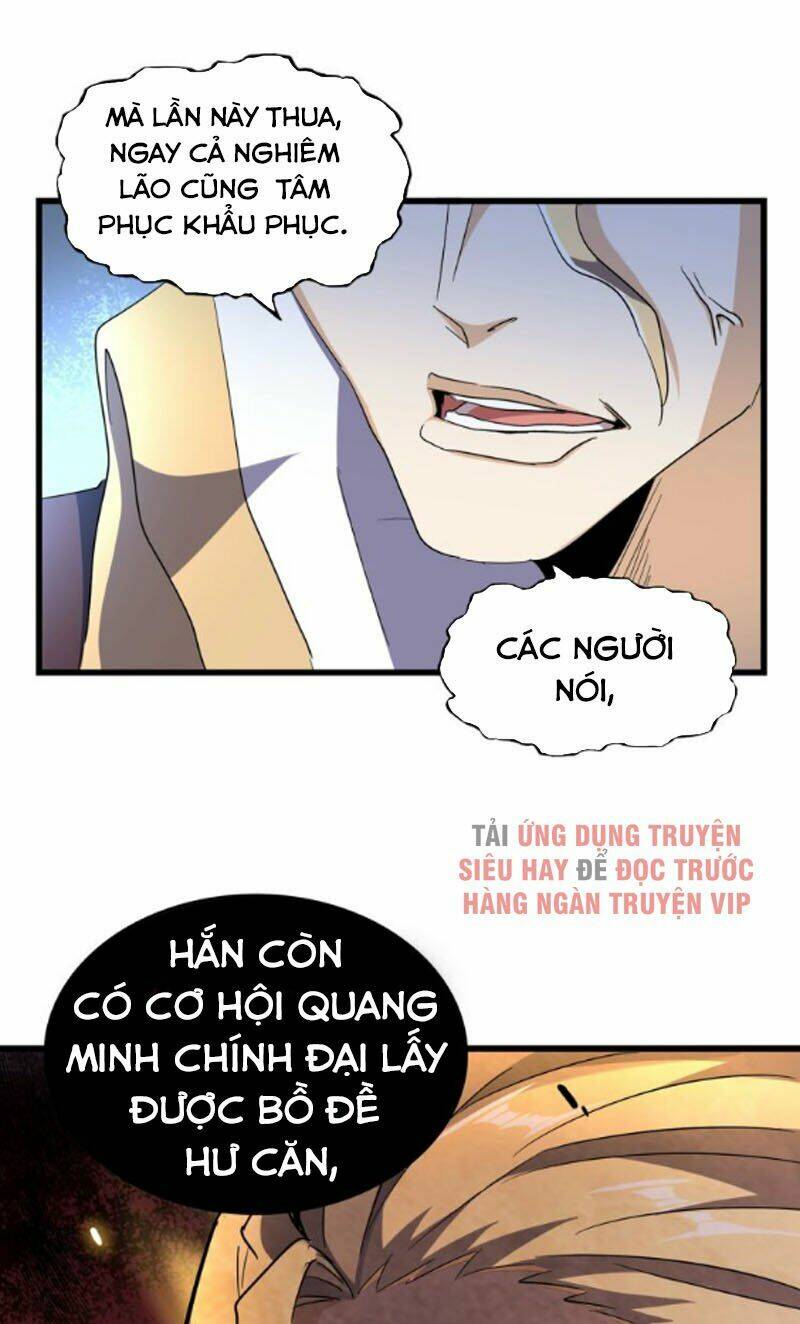 MÀ LẦN NÀY THUA,
NGAY CẢ NGHIÊM
LÃO CŨNG TÂM
PHỤC KHẨU PHỤC.
CÁC NGƯỜI
NÓI,
TẢI ỨNG DỤNG TRUYỆN
SIÊU HAY ĐỂ ĐỌC TRƯỚC
HÀNG NGÀN TRUYỆN VIP
HẮN CÒN
CÓ CƠ HỘI QUANG
MINH CHÍNH ĐẠI LẤY
ĐƯỢC BỒ ĐỀ
HƯ CĂN,